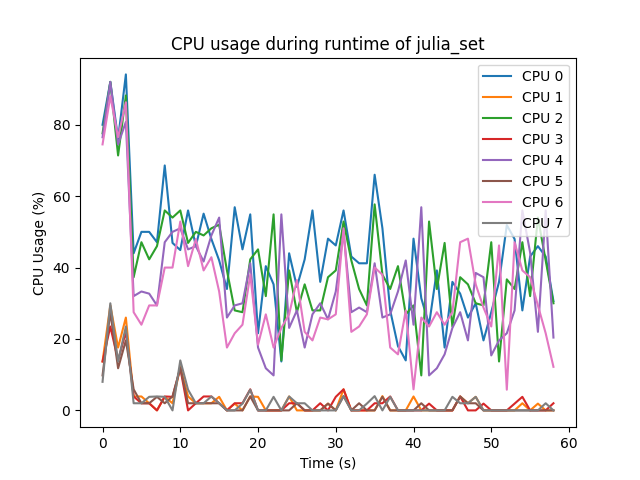 CPU usage during runtime of julia_set
CPU Usage (%)
80
60
40
20
0
0
10
20
30
40
50
60
Time (s)
CPU 0
CPU 1
CPU 2
CPU 3
CPU 4
CPU 5
CPU 6
CPU 7